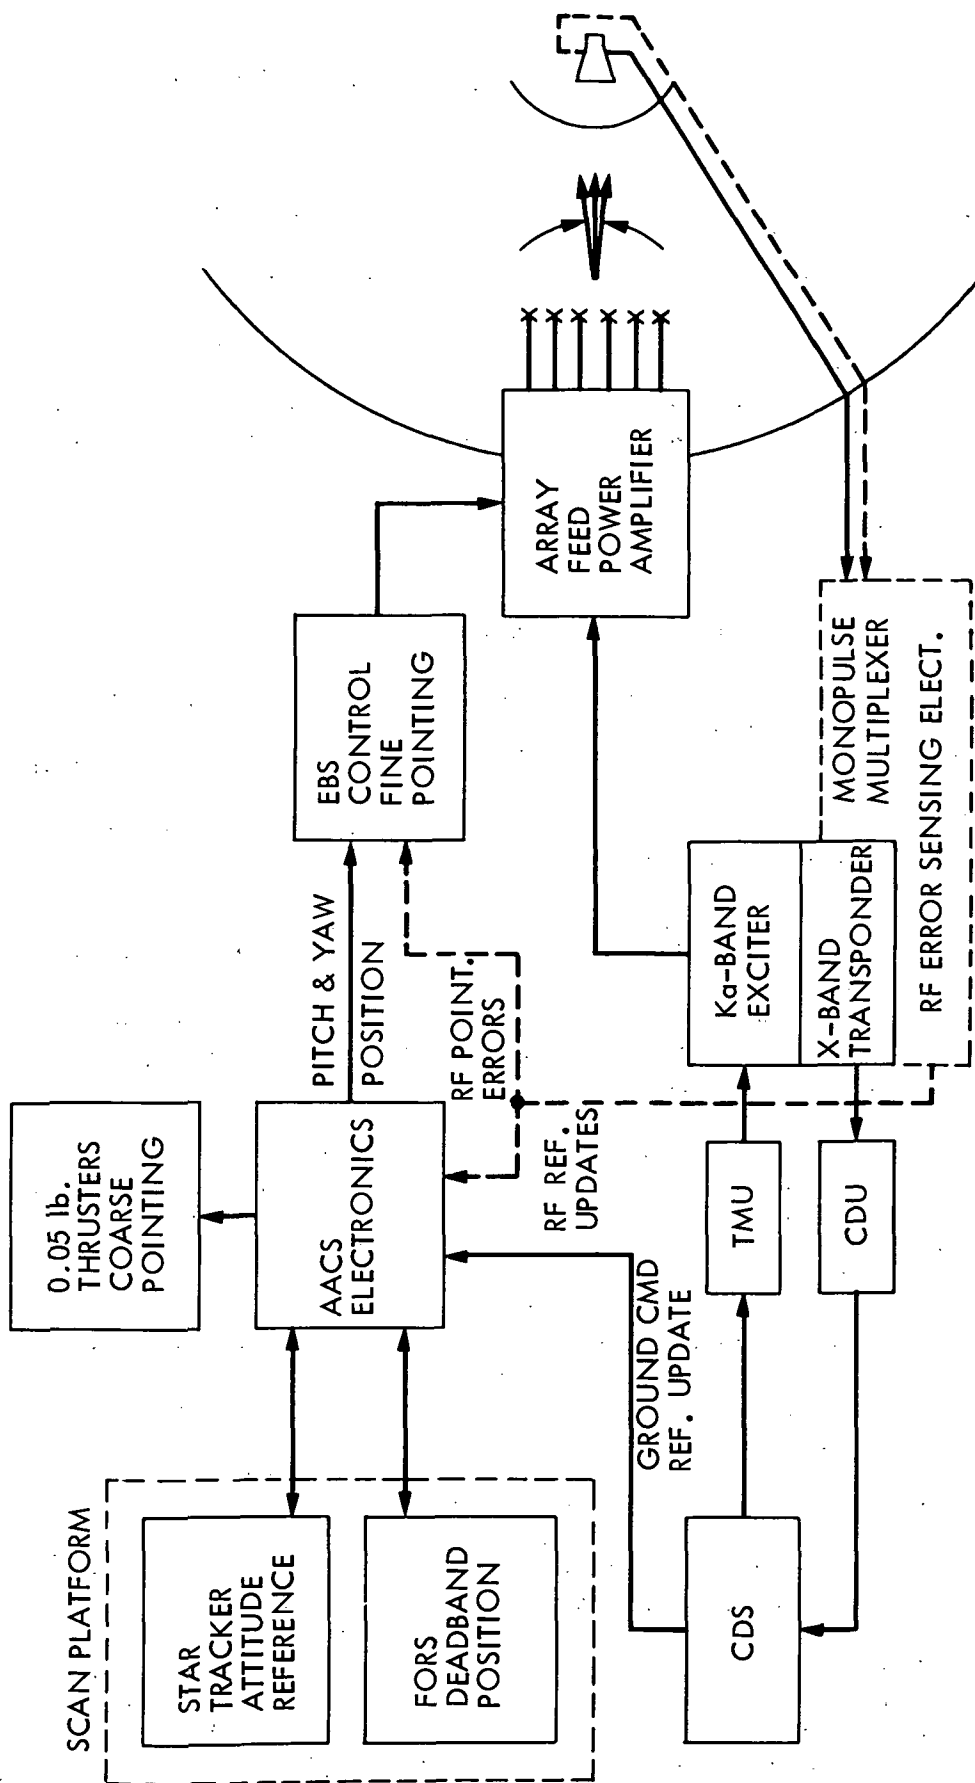 SCAN PLATFORM
STAR
TRACKER
ATTITUDE
REFERENCE
FORS
DEADBAND
POSITION
0.05 lb.
THRUSTERS
COARSE
POINTING
AACS
ELECTRONICS
PITCH & YAW
POSITION
RF POINT.
ERRORS
RF REF.
UPDATES
GROUND CMD
REF. UPDATE
EBS
CONTROL
FINE
POINTING
ARRAY
FEED
POWER
AMPLIFIER
CDS
TMU
CDU
Ka-BAND
EXCITER
X-BAND
TRANSPONDER
MONOPULSE
MULTIPLEXER
RF ERROR SENSING ELECT.